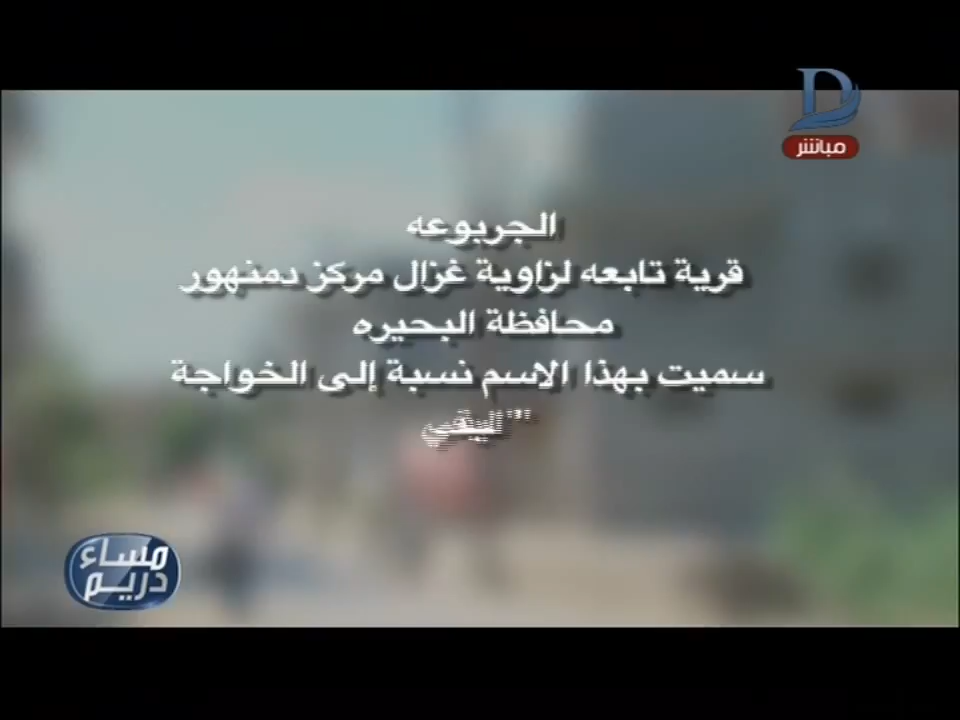 مباشر
الجربوعه
قرية تابعه لزاوية غزال مركز دمنهور
محافظة البحيره
سميت بهذا الاسم نسبة إلى الخواجة
مساء
دريم